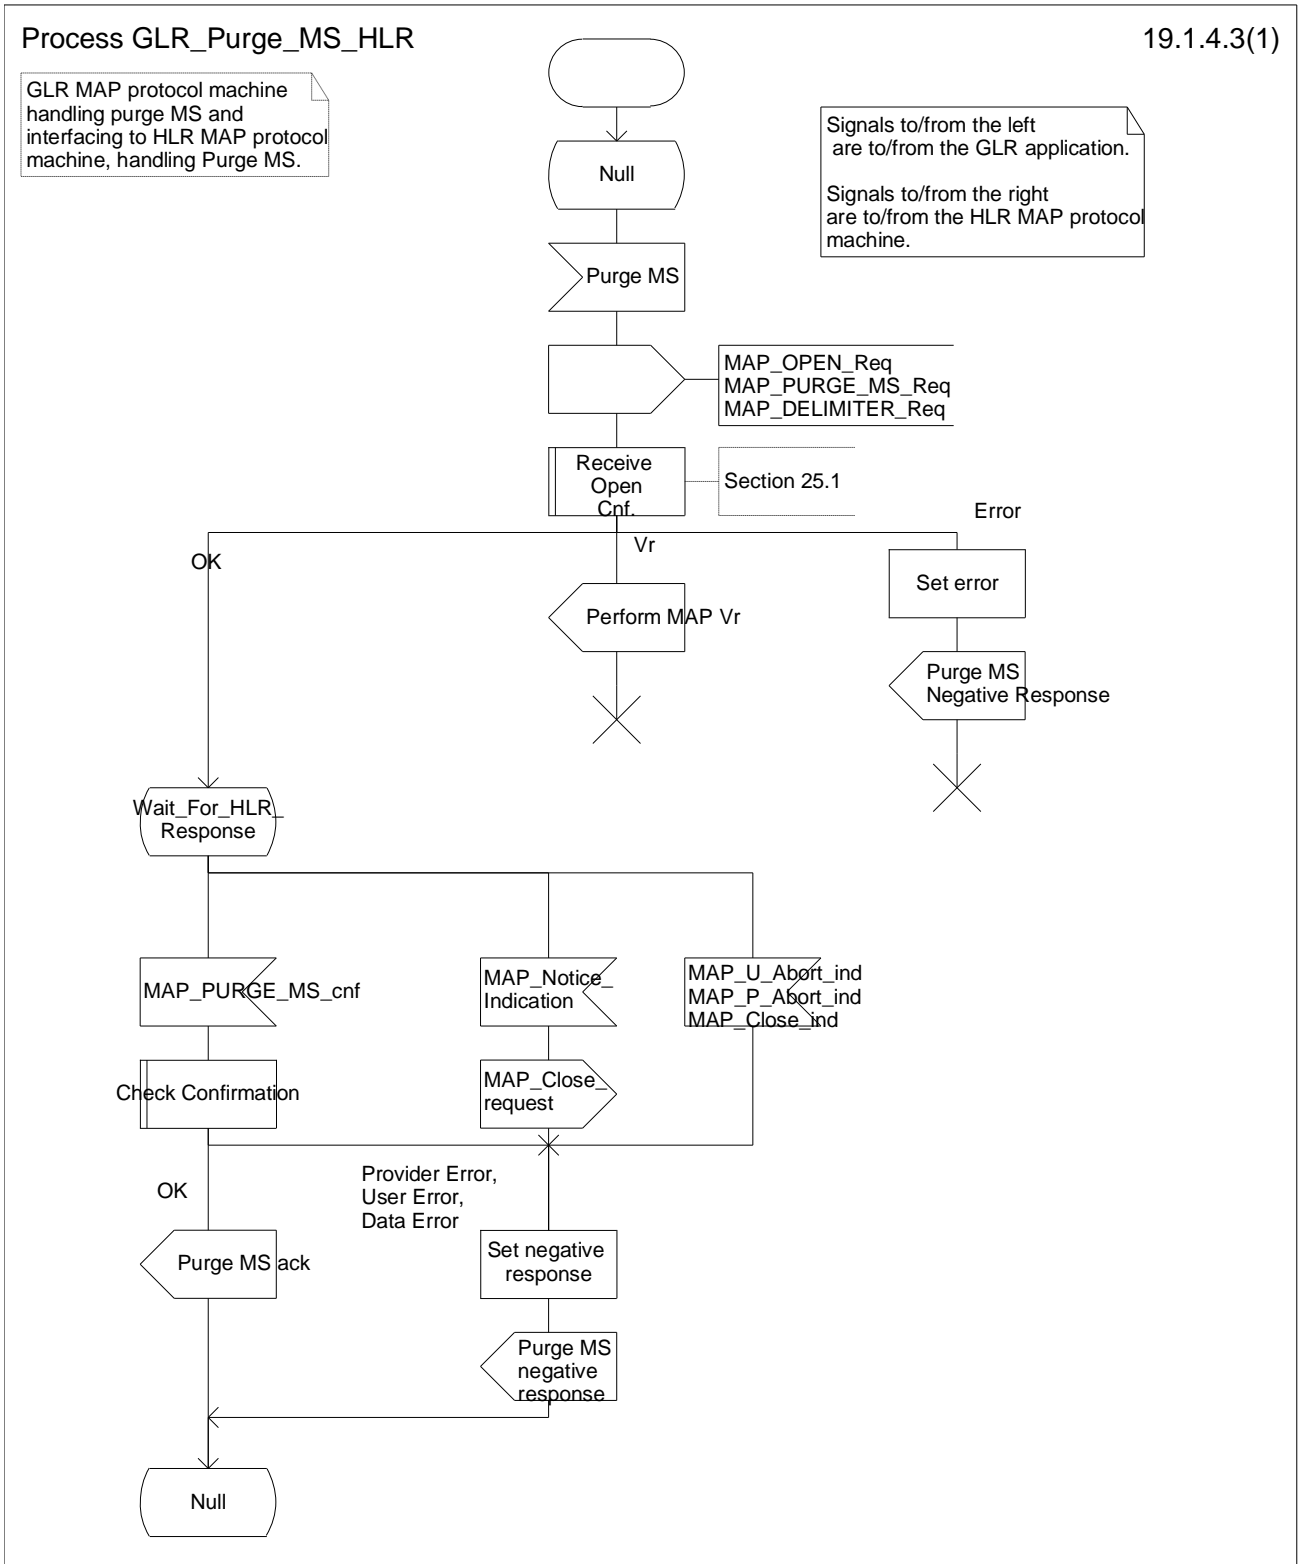 Process GLR_Purge_MS_HLR
19.1.4.3(1)
GLR MAP protocol machine
handling purge MS and
interfacing to HLR MAP protocol
machine, handling Purge MS.
Signals to/from the left
are to/from the GLR application.
Signals to/from the right
are to/from the HLR MAP protocol
machine.
Null
Purge MS
MAP_OPEN_Req
MAP_PURGE_MS_Req
MAP_DELIMITER_Req
Receive
Open
Cnf.
Section 25.1
Error
OK
Vr
Set error
Perform MAP Vr
Purge MS
Negative Response
Wait_For_HLR_
Response
MAP_PURGE_MS_cnf
MAP_Notice_
Indication
MAP_U_Abort_ind
MAP_P_Abort_ind
MAP_Close_ind
Check Confirmation
MAP_Close_
request
OK
Provider Error,
User Error,
Data Error
Purge MS ack
Set negative
response
Purge MS
negative
response
Null